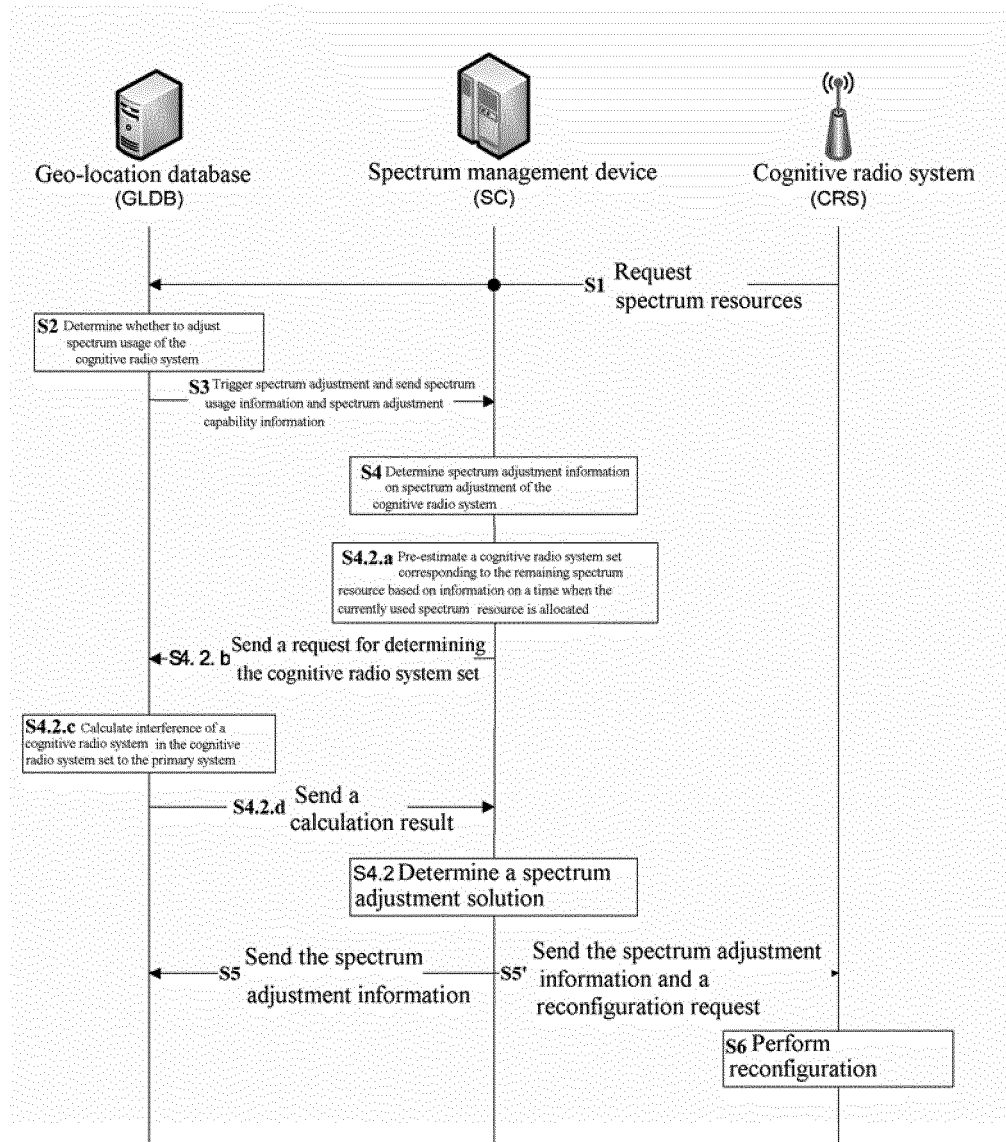 Geo-location database
(GLDB)
Spectrum management device
(SC)
Cognitive radio system
(CRS)
S1 Request
spectrum resources
S2 Determine whether to adjust
spectrum usage of the
cognitive radio system
S3 Trigger spectrum adjustment and send spectrum
usage information and spectrum adjustment
capability information
S4 Determine spectrum adjustment information
on spectrum adjustment of the
cognitive radio system
S4.2.a Pre-estimate a cognitive radio system set
corresponding to the remaining spectrum
resource based on information on a time when the
currently used spectrum resource is allocated
S4. 2. b Send a request for determining
the cognitive radio system set
S4.2.c Calculate interference of a
cognitive radio system in the cognitive
radio system set to the primary system
S4.2.d Send a
calculation result
S4.2 Determine a spectrum
adjustment solution
S5 Send the spectrum
adjustment information
S5' Send the spectrum adjustment
information and a
reconfiguration request
S6 Perform
reconfiguration